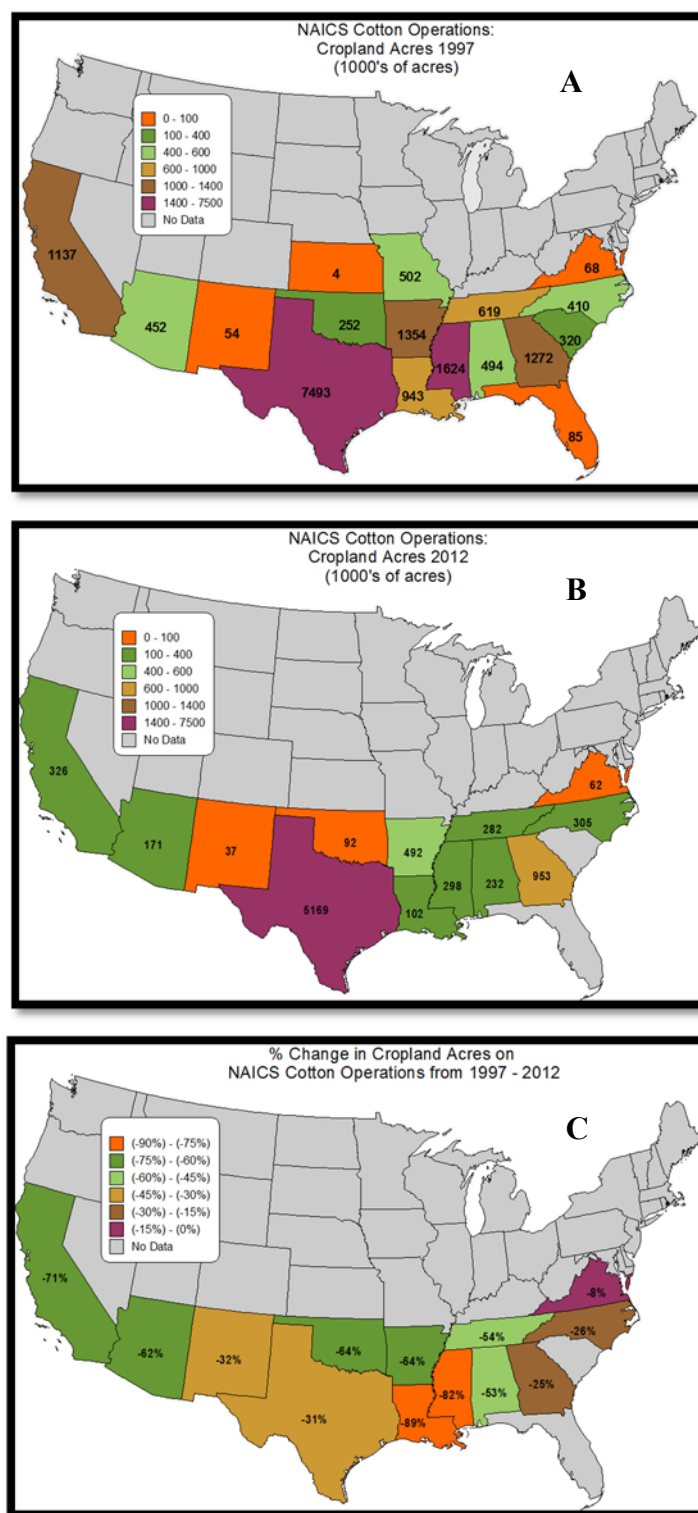 NAICS Cotton Operations:
Cropland Acres 1997
(1000's of acres)
A
0 - 100
100 - 400
400 - 600
600 - 1000
1000 - 1400
1400 - 7500
No Data
1137
452
54
4
252
7493
502
1354
943
1624
619
494
1272
68
410
320
85
NAICS Cotton Operations:
Cropland Acres 2012
(1000's of acres)
B
0 - 100
100 - 400
400 - 600
600 - 1000
1000 - 1400
1400 - 7500
No Data
326
171
37
92
5169
492
102
298
282
232
953
62
305
% Change in Cropland Acres on
NAICS Cotton Operations from 1997 - 2012
C
(-90%) - (-75%)
(-75%) - (-60%)
(-60%) - (-45%)
(-45%) - (-30%)
(-30%) - (-15%)
(-15%) - (0%)
No Data
-71%
-62%
-32%
-64%
-31%
-64%
-89%
-82%
-54%
-53%
-25%
-8%
-26%